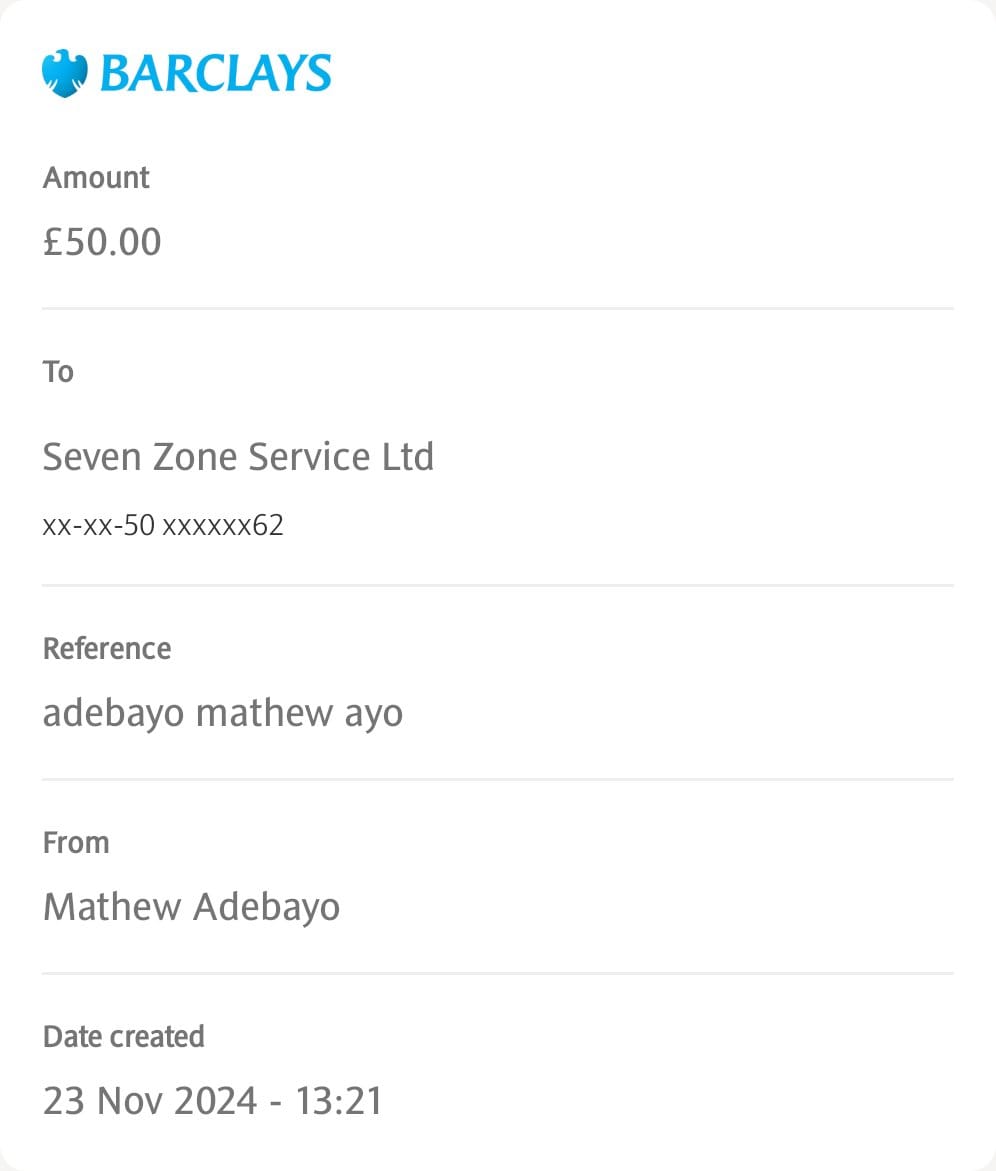 BARCLAYS
Amount
£50.00
To
Seven Zone Service Ltd
xx-xx-50 xxxxxx62
Reference
adebayo mathew ayo
From
Mathew Adebayo
Date created
23 Nov 2024 - 13:21